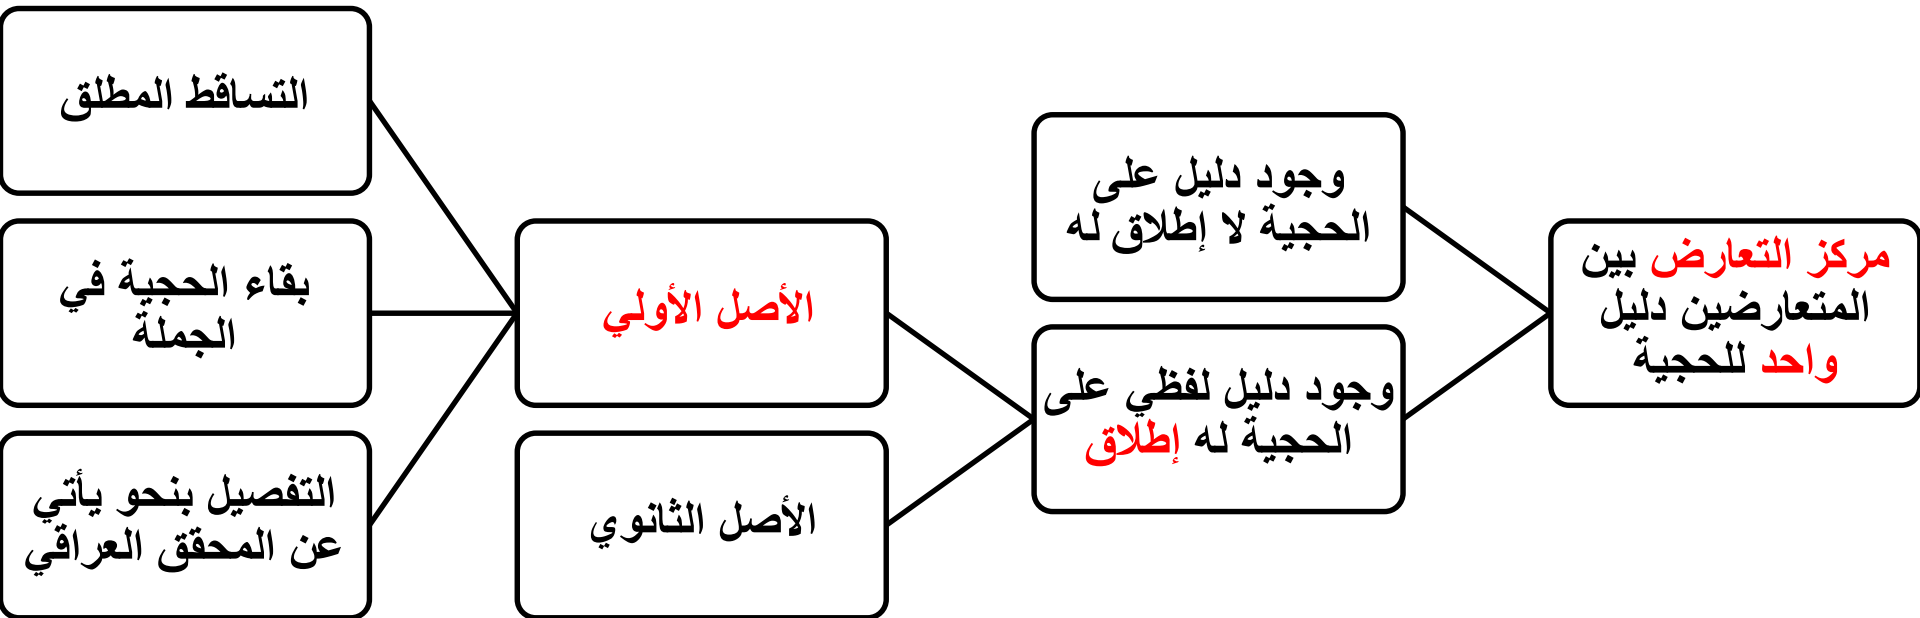 مركز التعارض بين
المتعارضين دليل
واحد للحجية
وجود دليل على
الحجية لا إطلاق له
وجود دليل لفظي على
الحجية له إطلاق
الأصل الأولي
الأصل الثانوي
التساقط المطلق
بقاء الحجية في
الجملة
التفصيل بنحو يأتي
عن المحقق العراقي